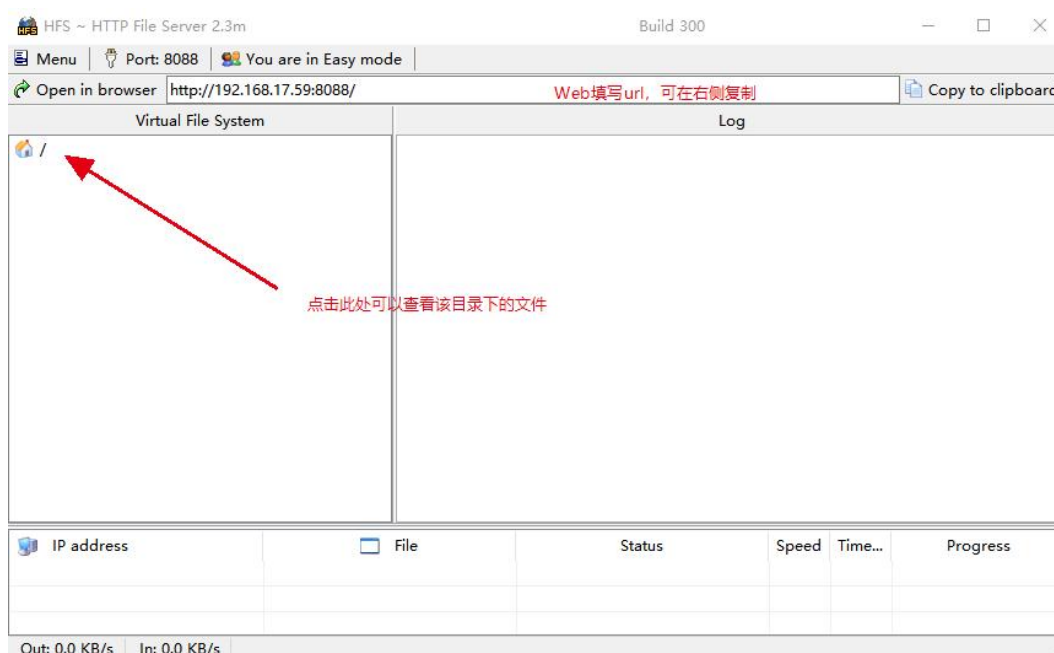 HFS ~ HTTP File Server 2.3m Build 300
Menu Port: 8088 You are in Easy mode
Open in browser http://192.168.17.59:8088/ Web填写url，可在右侧复制 Copy to clipboard
Virtual File System Log
/
点击此处可以查看该目录下的文件
IP address File Status Speed Time... Progress
Out: 0.0 KB/s In: 0.0 KB/s